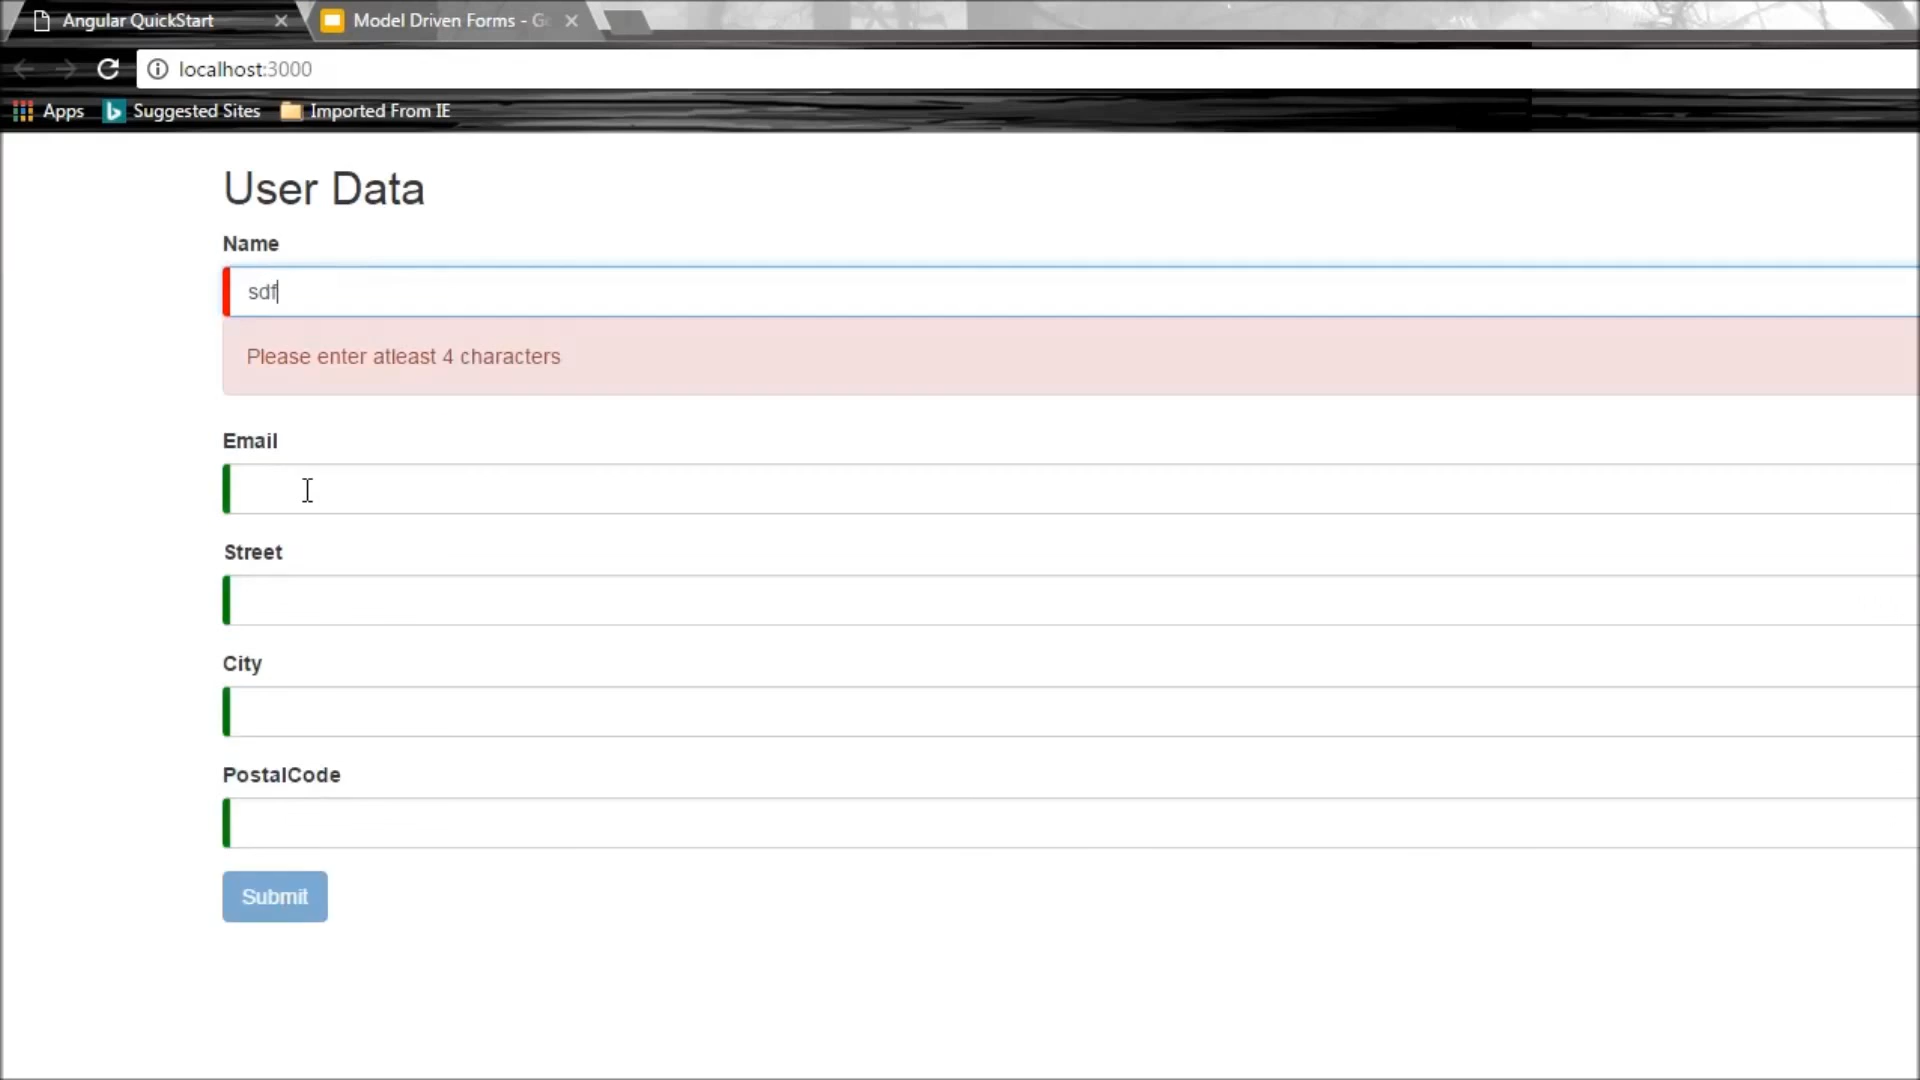 Angular QuickStart
Model Driven Forms - Go
localhost:3000
Apps Suggested Sites Imported From IE
User Data
Name
sdf
Please enter atleast 4 characters
Email
Street
City
PostalCode
Submit